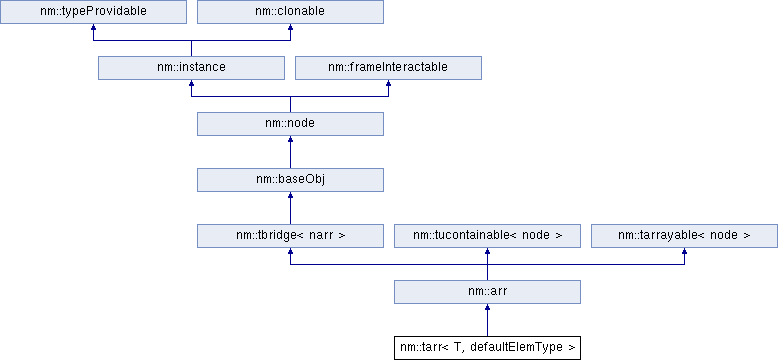 nm::typeProvidable
nm::clonable
nm::instance
nm::frameInteractable
nm::node
nm::baseObj
nm::tbridge< narr >
nm::tucontainable< node >
nm::tarrayable< node >
nm::arr
nm::tarr< T, defaultElemType >